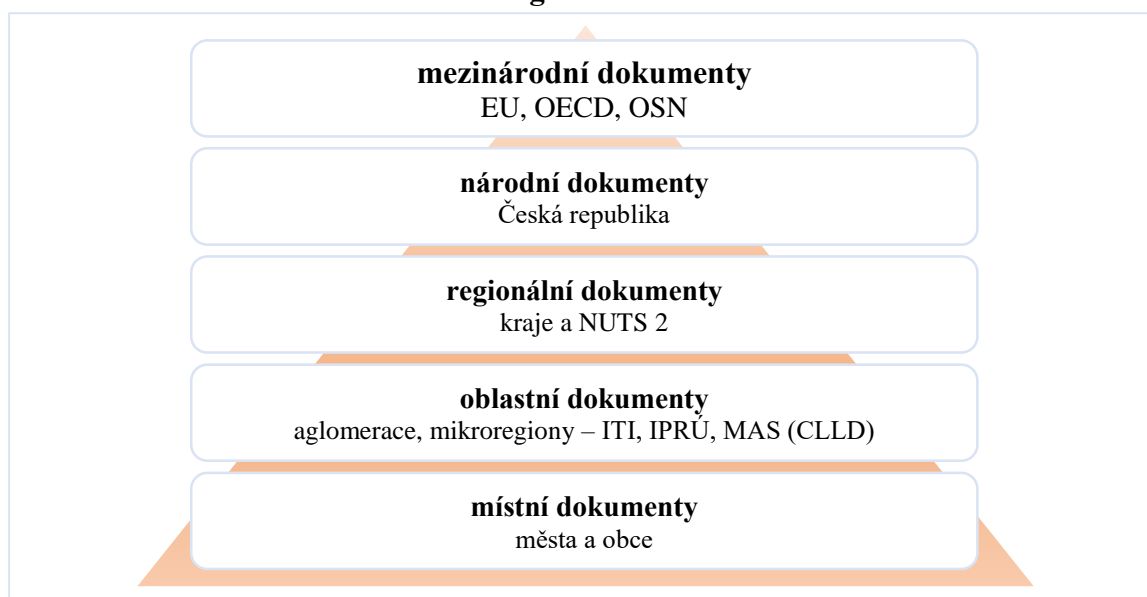 mezinárodní dokumenty
EU, OECD, OSN
národní dokumenty
Česká republika
regionální dokumenty
kraje a NUTS 2
oblastní dokumenty
aglomerace, mikroregiony – ITI, IPRÚ, MAS (CLLD)
místní dokumenty
města a obce